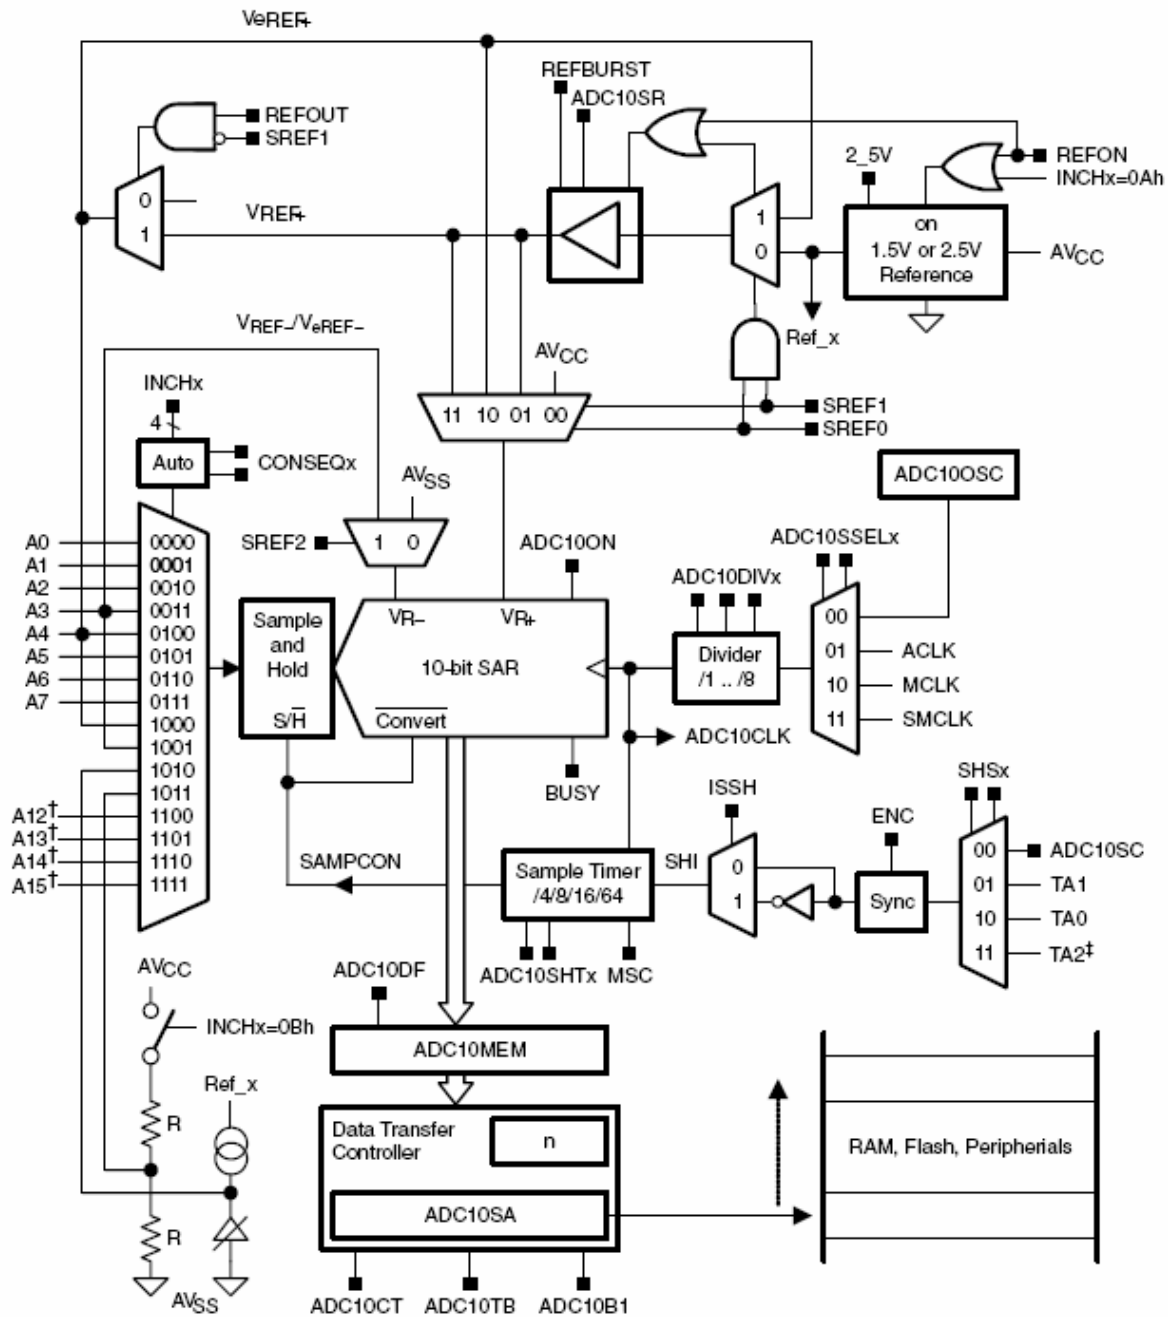 VeREF+
REFBURST
ADC10SR
REFOUT
SREF1
2_5V
REFON
INCHx=0Ah
0
1
VREF+
1
0
on
1.5V or 2.5V
Reference
AVCC
Ref_x
VREF–/VeREF–
AVCC
INCHx
4
11 10 01 00
SREF1
SREF0
Auto
CONSEQx
AVSS
ADC10OSC
SREF2
1 0
ADC10ON
ADC10SSELx
ADC10DIVx
A0 0000
A1 0001
A2 0010
A3 0011
A4 0100
A5 0101
A6 0110
A7 0111
1000
1001
1010
1011
A12† 1100
A13† 1101
A14† 1110
A15† 1111
Sample
and
Hold
S/H̅
VR–
VR+
10-bit SAR
C̅o̅n̅v̅e̅r̅t̅
Divider
/1 .. /8
00
01
10
11
ACLK
MCLK
SMCLK
ADC10CLK
BUSY
ISSH
ENC
SHSx
SAMPCON
Sample Timer
/4/8/16/64
SHI
0
1
Sync
00
01
10
11
ADC10SC
TA1
TA0
TA2‡
ADC10DF
ADC10SHTx
MSC
AVCC
INCHx=0Bh
ADC10MEM
Ref_x
R
Data Transfer
Controller
n
RAM, Flash, Peripherials
R
ADC10SA
AVSS
ADC10CT
ADC10TB
ADC10B1